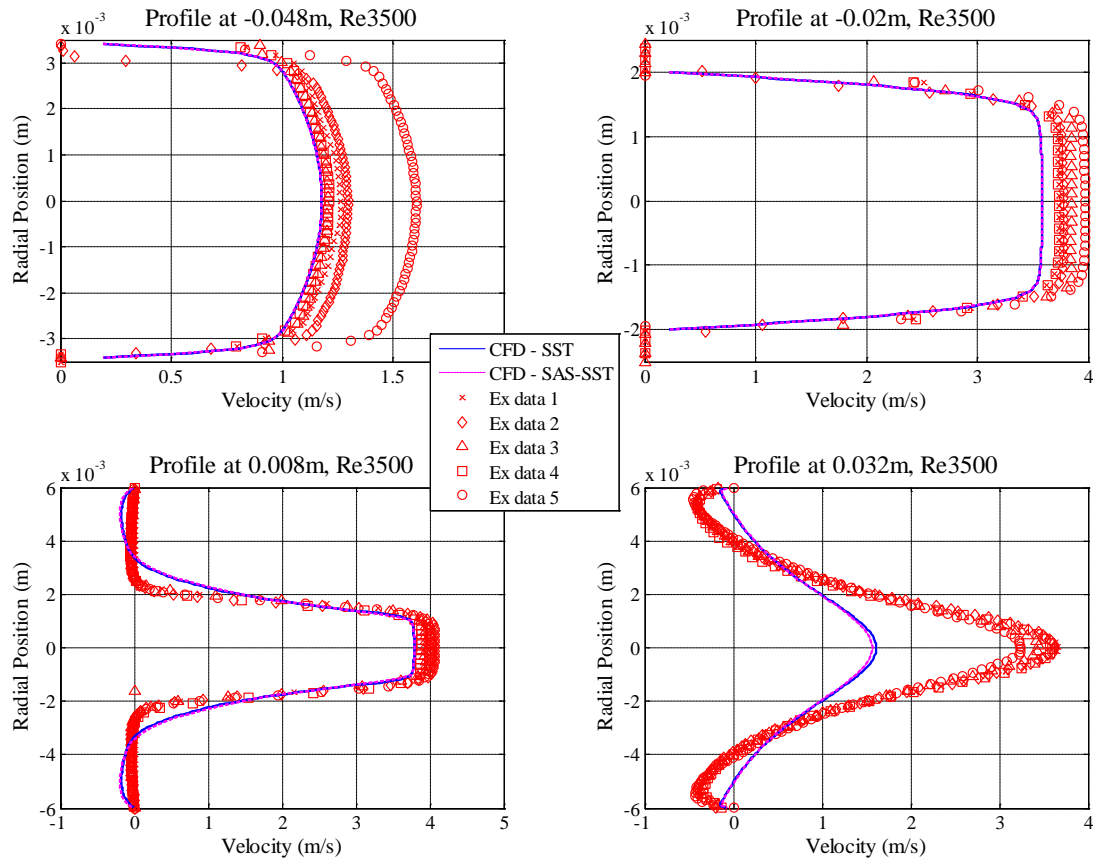 Profile at -0.048m, Re3500
x 10^-3
3
2
1
0
-1
-2
-3
0
0.5
1
1.5
2
Radial Position (m)
Velocity (m/s)
Profile at -0.02m, Re3500
x 10^-3
2
1
0
-1
-2
0
1
2
3
4
Radial Position (m)
Velocity (m/s)
CFD - SST
CFD - SAS-SST
Ex data 1
Ex data 2
Ex data 3
Ex data 4
Ex data 5
Profile at 0.008m, Re3500
x 10^-3
6
4
2
0
-2
-4
-6
-1
0
1
2
3
4
5
Radial Position (m)
Velocity (m/s)
Profile at 0.032m, Re3500
x 10^-3
6
4
2
0
-2
-4
-6
-1
0
1
2
3
4
Radial Position (m)
Velocity (m/s)